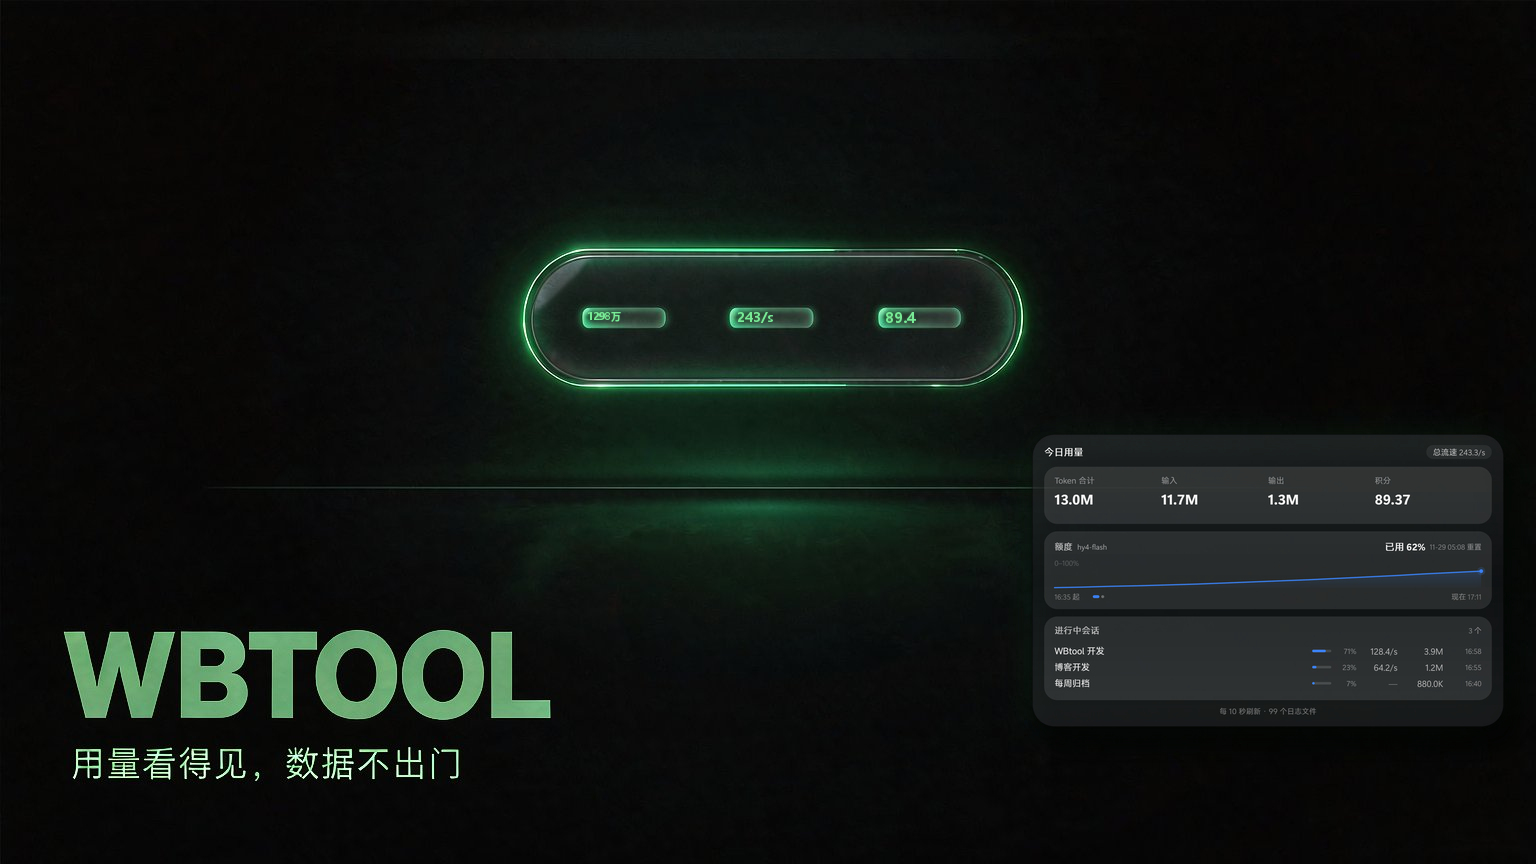 1298万
243/s
89.4
今日用量
总流速 243.3/s
Token 合计 输入 输出 积分
13.0M 11.7M 1.3M 89.37
额度 hy4-flash 已用 62% 11-29 05:08 重置
0-100%
16:35 起 现在 17:11
进行中会话 3 个
WBtool 开发 71% 128.4/s 3.9M 16:58
博客开发 23% 64.2/s 1.2M 16:55
每周归档 7% — 880.0K 16:40
每 10 秒刷新 · 99 个日志文件
WBTOOL
用量看得见，数据不出门